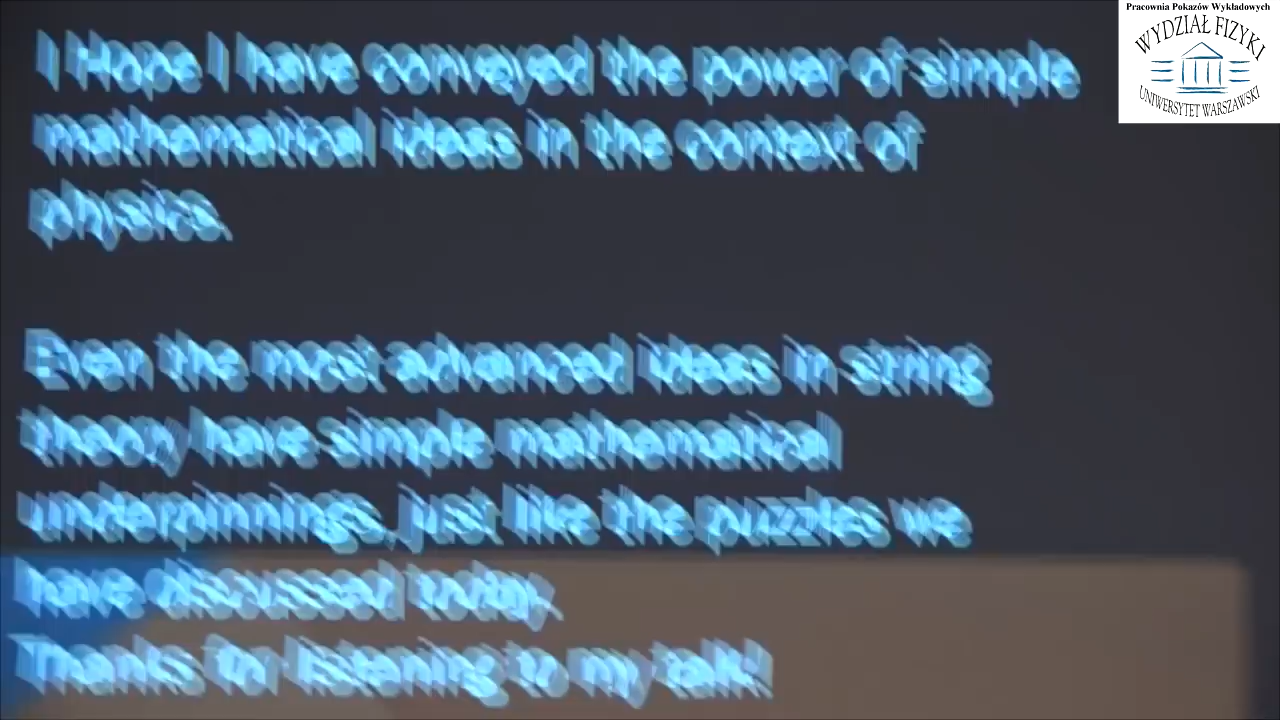 Pracownia Pokazów Wykładowych
WYDZIAŁ FIZYKI
UNIWERSYTET WARSZAWSKI
I Hope I have conveyed the power of simple
mathematical ideas in the context of
physics.
Even the most advanced ideas in string
theory have simple mathematical
underpinnings, just like the puzzles we
have discussed today.
Thanks for listening to my talk!